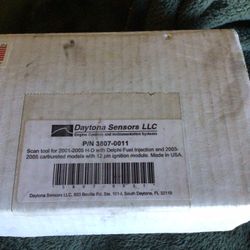 Daytona Sensors LLC
Engine Controls and Instrumentation Systems
P/N 3807-0011
Scan tool for 2001-2005 H-D with Delphi Fuel Injection and 2003-
2005 carbureted models with 12 pin ignition module. Made in USA.
Daytona Sensors LLC, 933 Beville Rd. Ste. 101-I, South Daytona, FL 32119